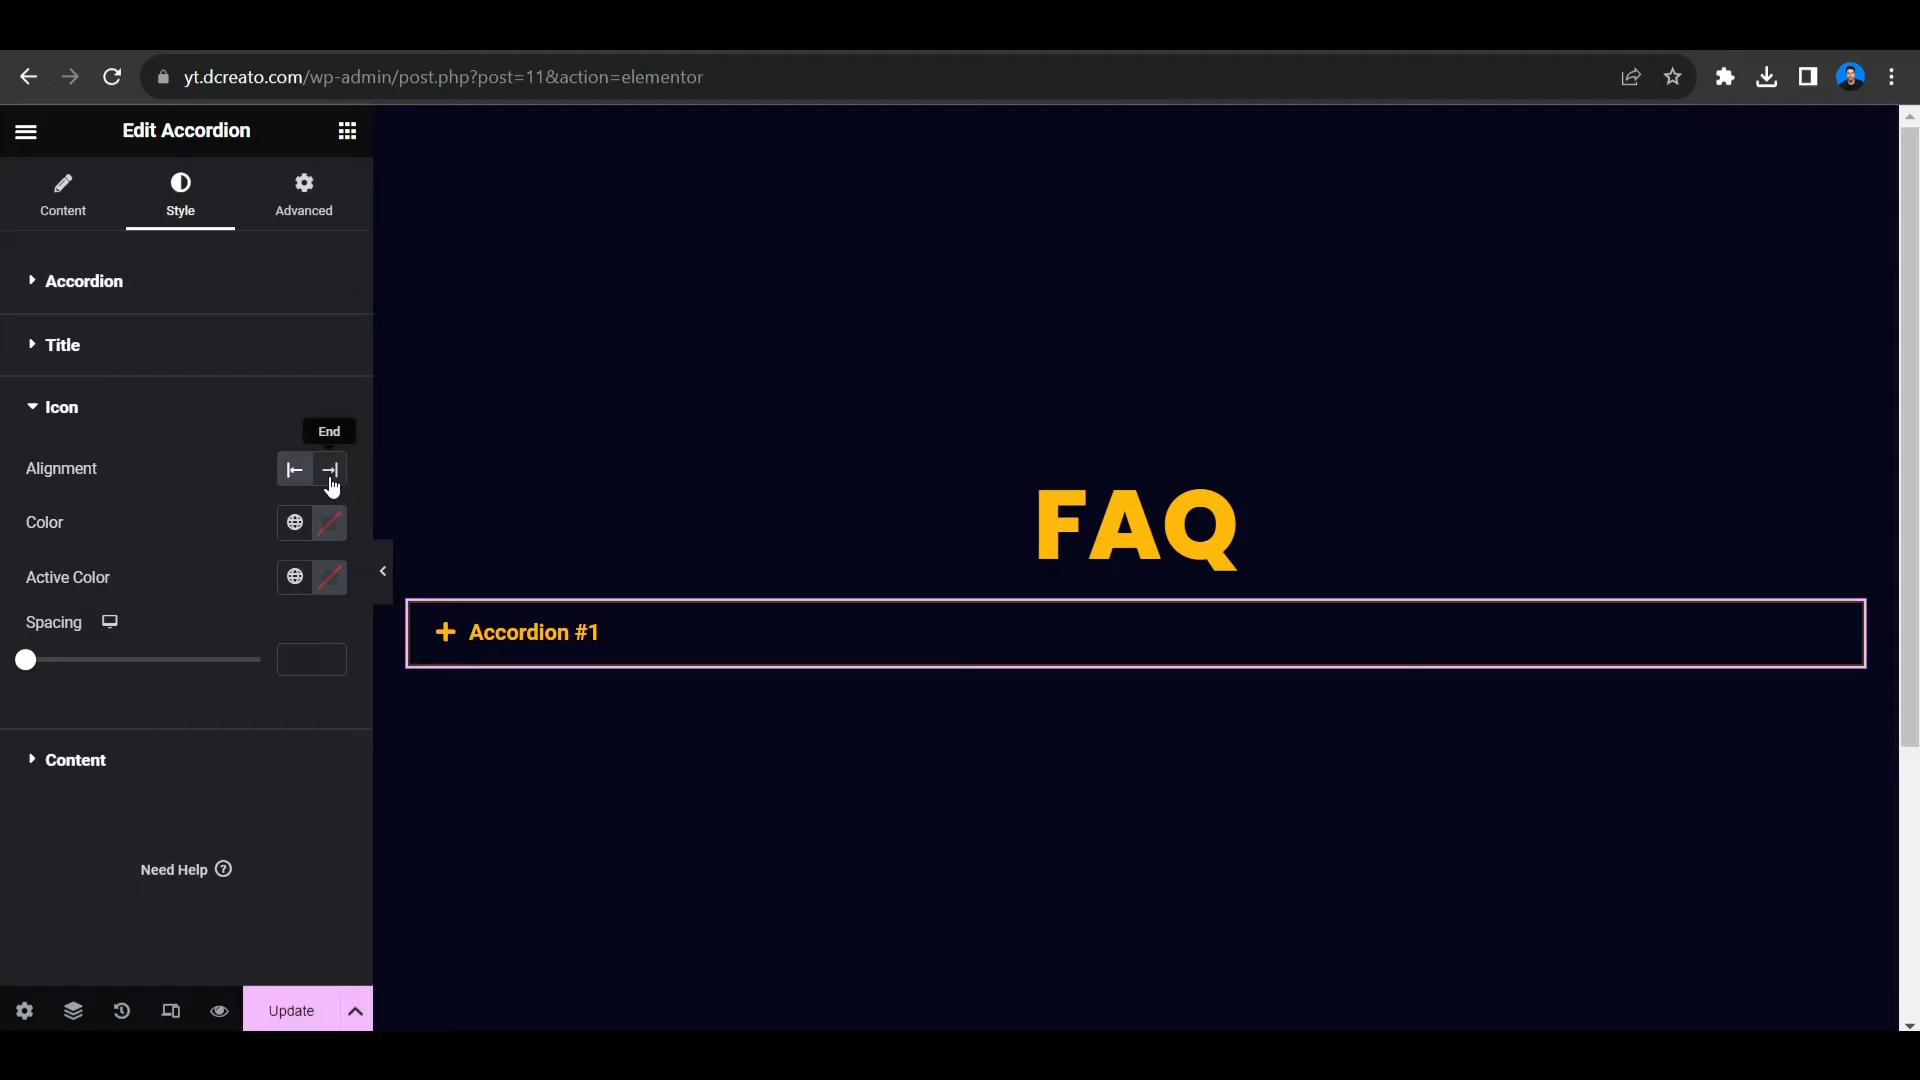 yt.dcreato.com/wp-admin/post.php?post=11&action=elementor
Edit Accordion
Content
Style
Advanced
Accordion
Title
Icon
End
Alignment
Color
Active Color
Spacing
Content
Need Help
Update
FAQ
Accordion #1